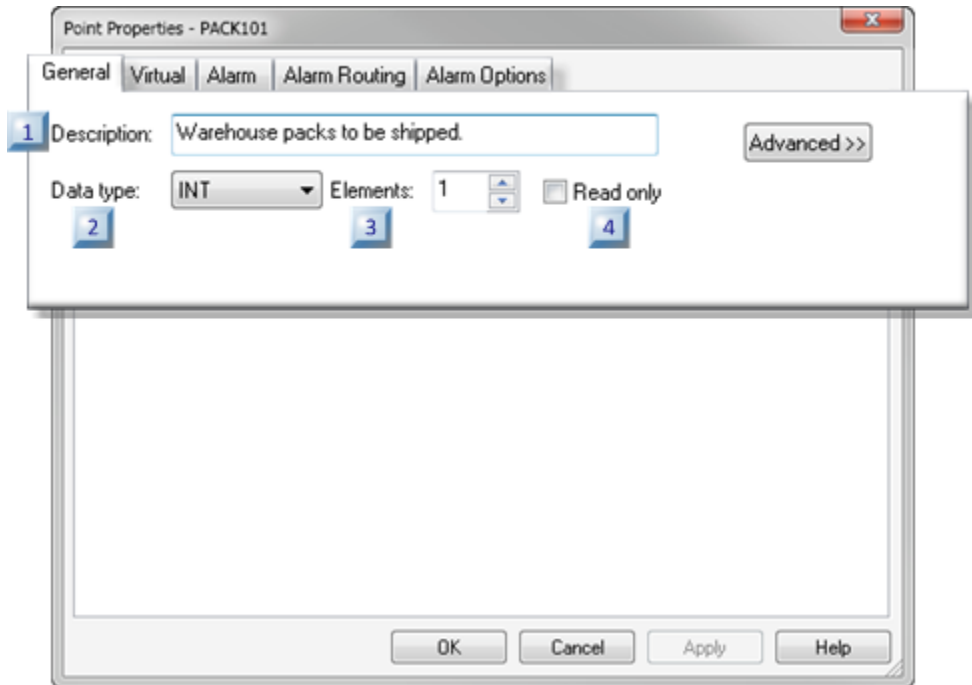 Point Properties - PACK101
General Virtual Alarm Alarm Routing Alarm Options
1 Description: Warehouse packs to be shipped. Advanced >>
Data type: INT Elements: 1 Read only
2 3 4
OK Cancel Apply Help